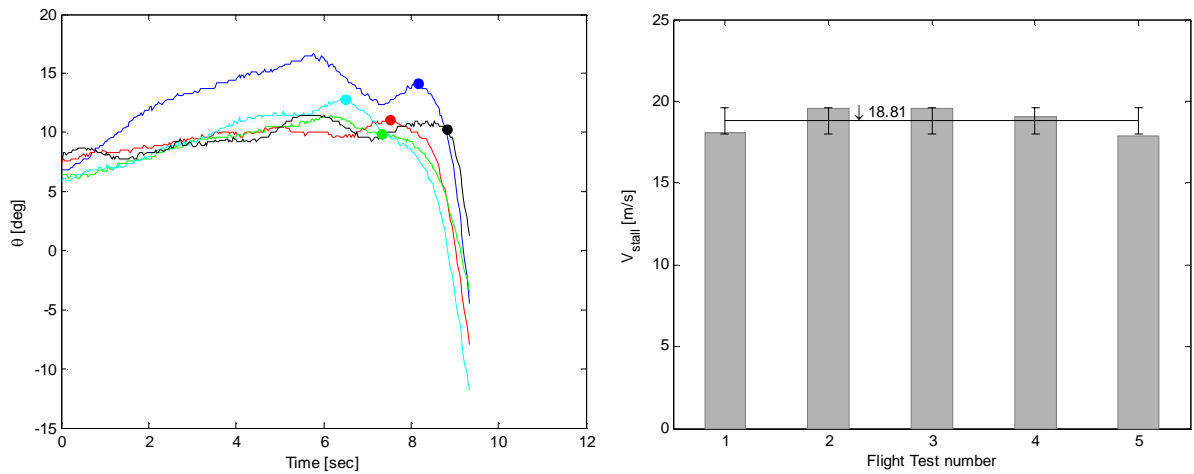 20
15
10
5
0
-5
-10
-15
θ [deg]
0 2 4 6 8 10 12
Time [sec]
25
20
15
10
5
0
V_stall [m/s]
↓ 18.81
1 2 3 4 5
Flight Test number